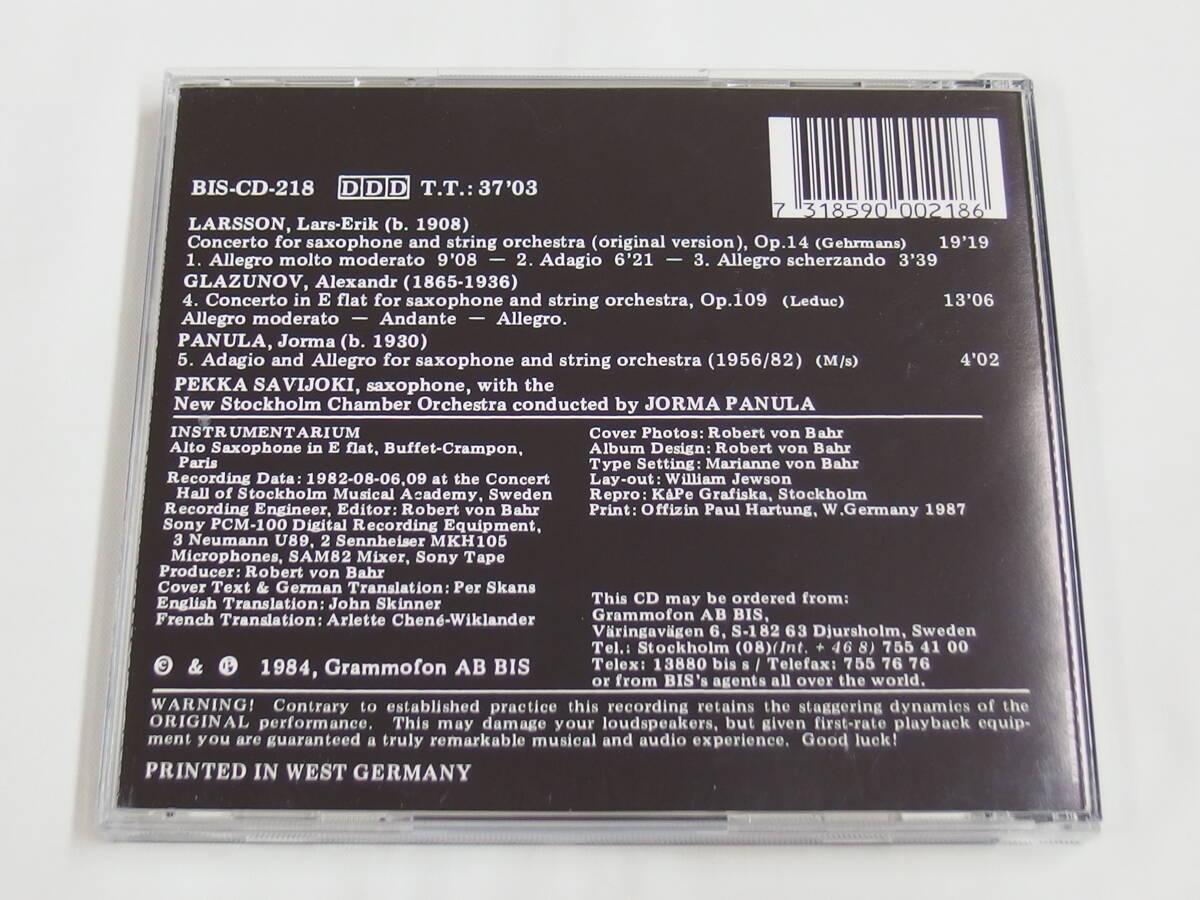 7 318590 002186
BIS-CD-218 DDD T.T.: 37'03
LARSSON, Lars-Erik (b. 1908)
Concerto for saxophone and string orchestra (original version), Op.14 (Gehrmans) 19'19
1. Allegro molto moderato 9'08 — 2. Adagio 6'21 — 3. Allegro scherzando 3'39
GLAZUNOV, Alexandr (1865-1936)
4. Concerto in E flat for saxophone and string orchestra, Op.109 (Leduc) 13'06
Allegro moderato — Andante — Allegro.
PANULA, Jorma (b. 1930)
5. Adagio and Allegro for saxophone and string orchestra (1956/82) (M/s) 4'02
PEKKA SAVIJOKI, saxophone, with the
New Stockholm Chamber Orchestra conducted by JORMA PANULA
INSTRUMENTARIUM
Alto Saxophone in E flat, Buffet-Crampon,
Paris
Recording Data: 1982-08-06,09 at the Concert
Hall of Stockholm Musical Academy, Sweden
Recording Engineer, Editor: Robert von Bahr
Sony PCM-100 Digital Recording Equipment,
3 Neumann U89, 2 Sennheiser MKH105
Microphones, SAM82 Mixer, Sony Tape
Producer: Robert von Bahr
Cover Text & German Translation: Per Skans
English Translation: John Skinner
French Translation: Arlette Chené-Wiklander
© & ℗ 1984, Grammofon AB BIS
Cover Photos: Robert von Bahr
Album Design: Robert von Bahr
Type Setting: Marianne von Bahr
Lay-out: William Jewson
Repro: KåPe Grafiska, Stockholm
Print: Offizin Paul Hartung, W.Germany 1987
This CD may be ordered from:
Grammofon AB BIS,
Väringavägen 6, S-182 63 Djursholm, Sweden
Tel.: Stockholm (08)(Int. + 46 8) 755 41 00
Telex: 13880 bis s / Telefax: 755 76 76
or from BIS's agents all over the world.
WARNING! Contrary to established practice this recording retains the staggering dynamics of the
ORIGINAL performance. This may damage your loudspeakers, but given first-rate playback equip-
ment you are guaranteed a truly remarkable musical and audio experience. Good luck!
PRINTED IN WEST GERMANY